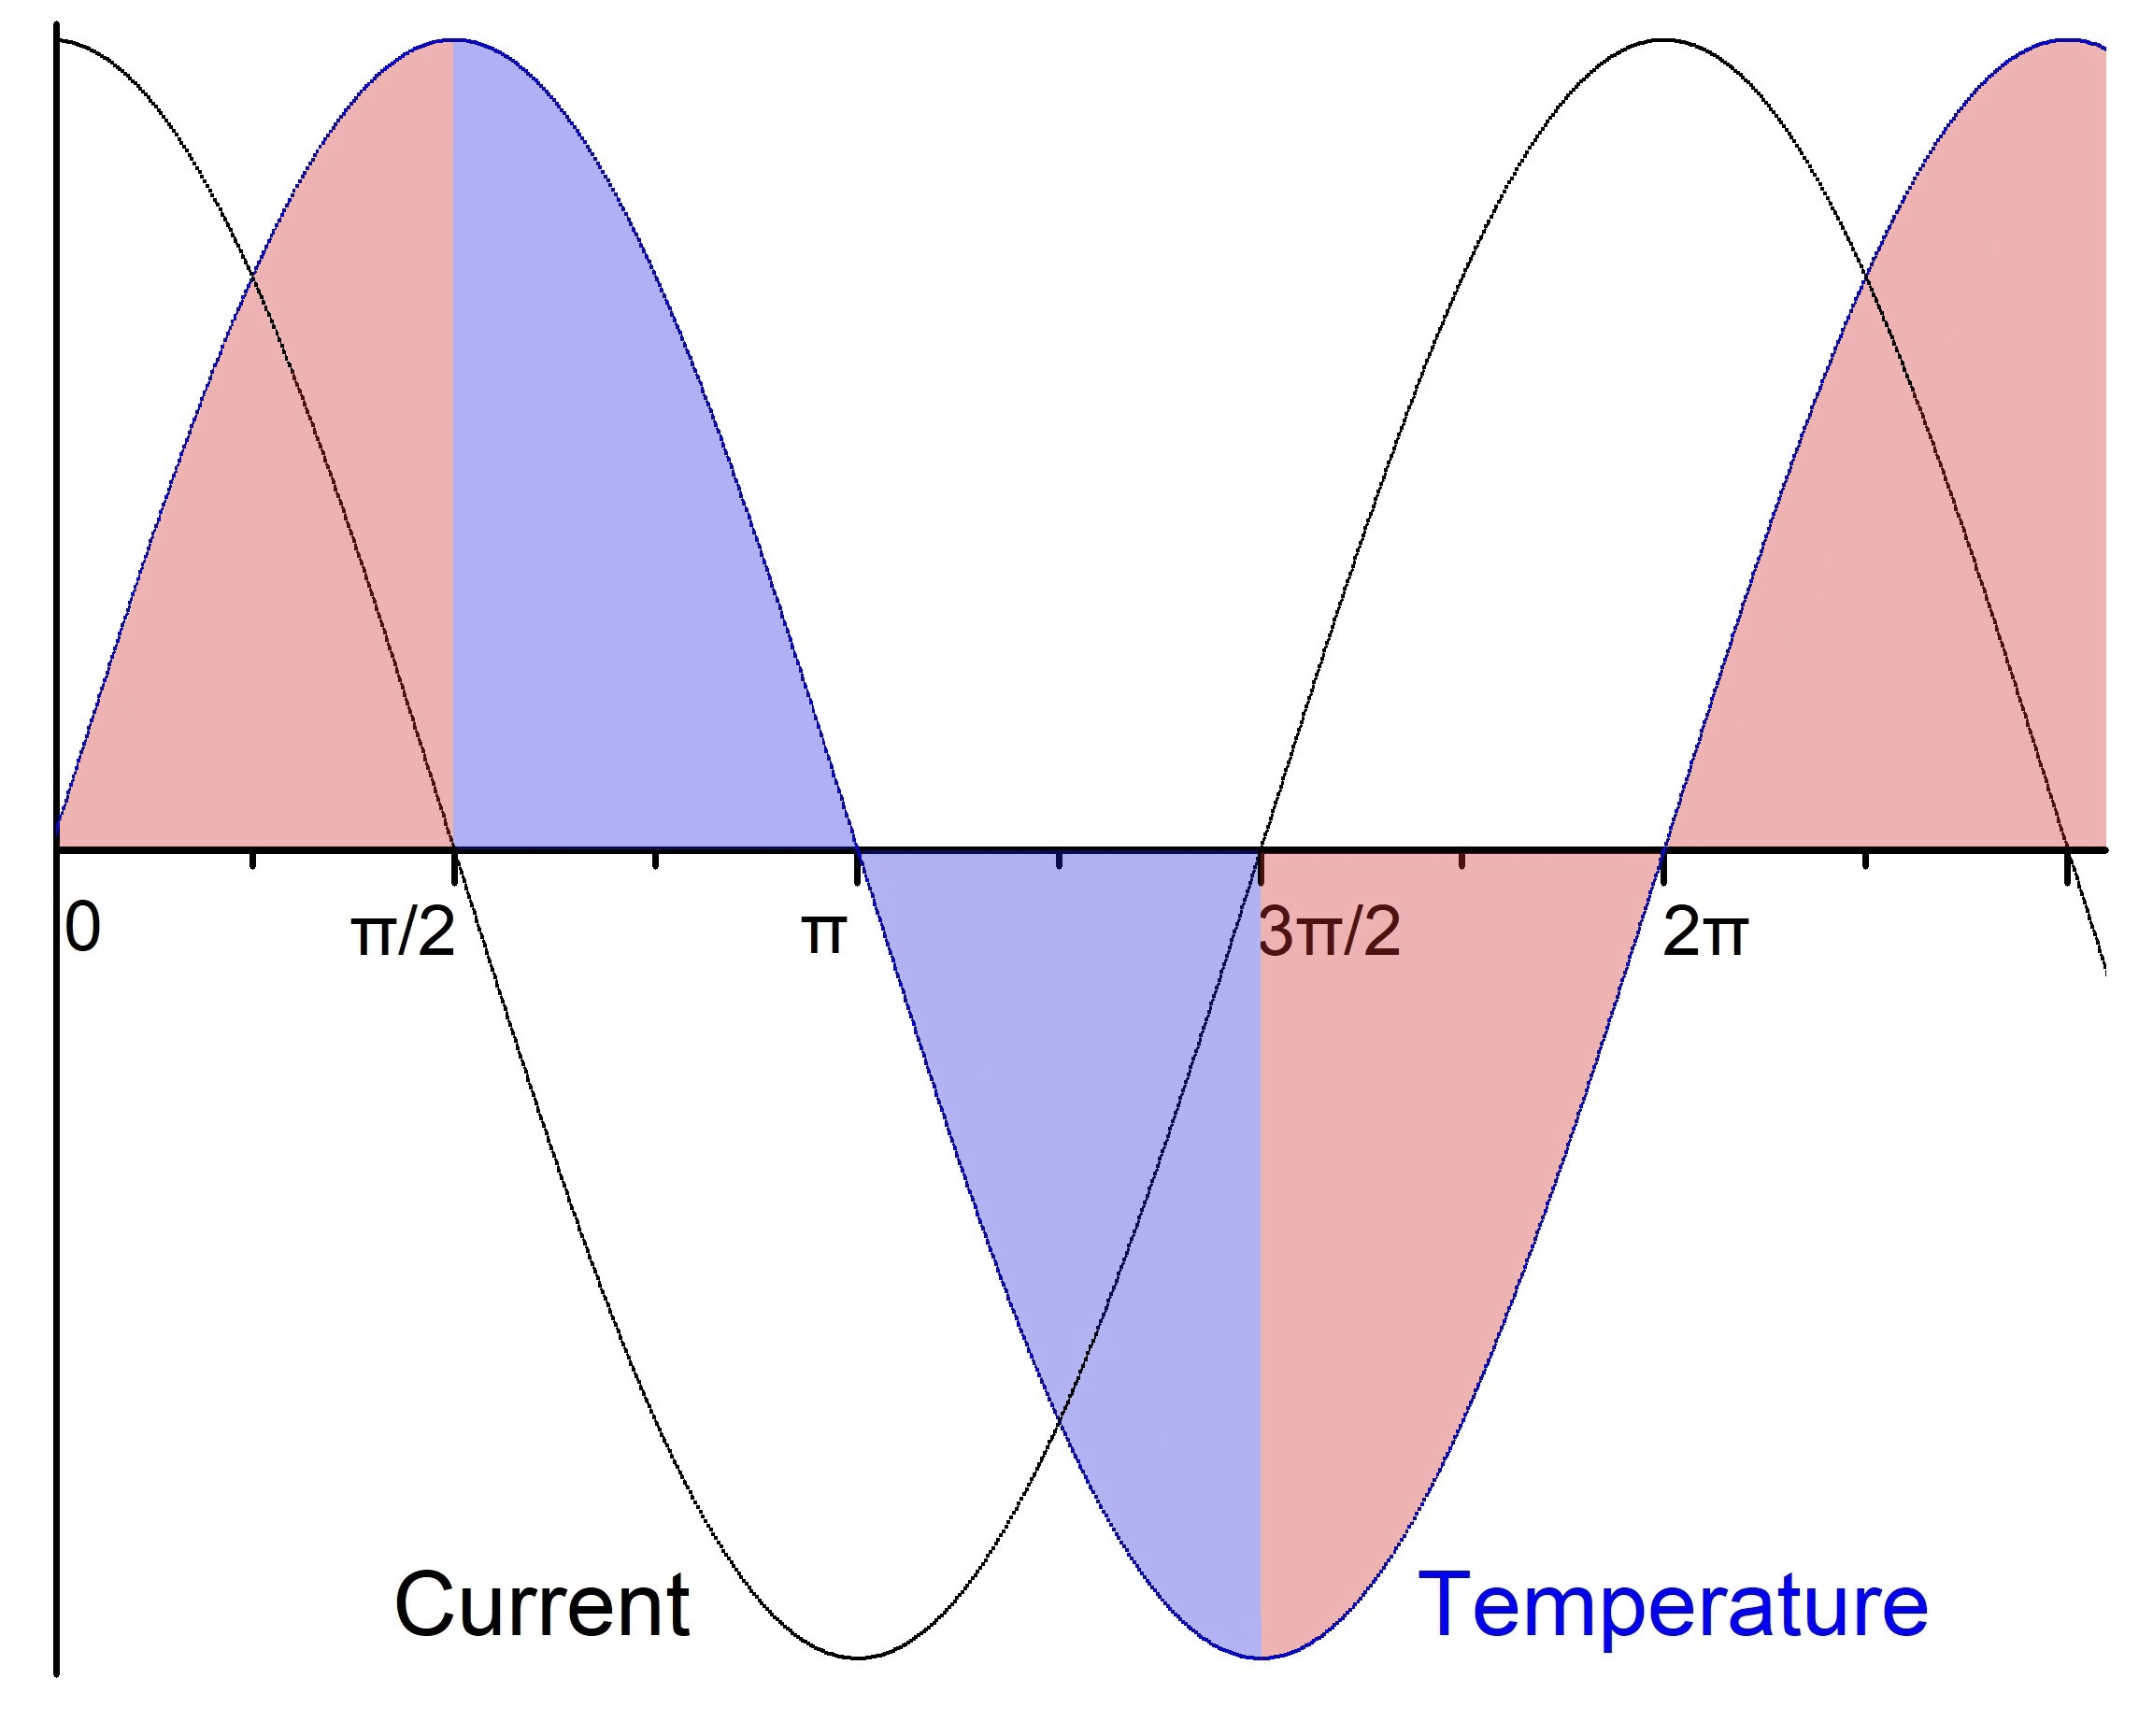 0
π/2
π
3π/2
2π
Current
Temperature